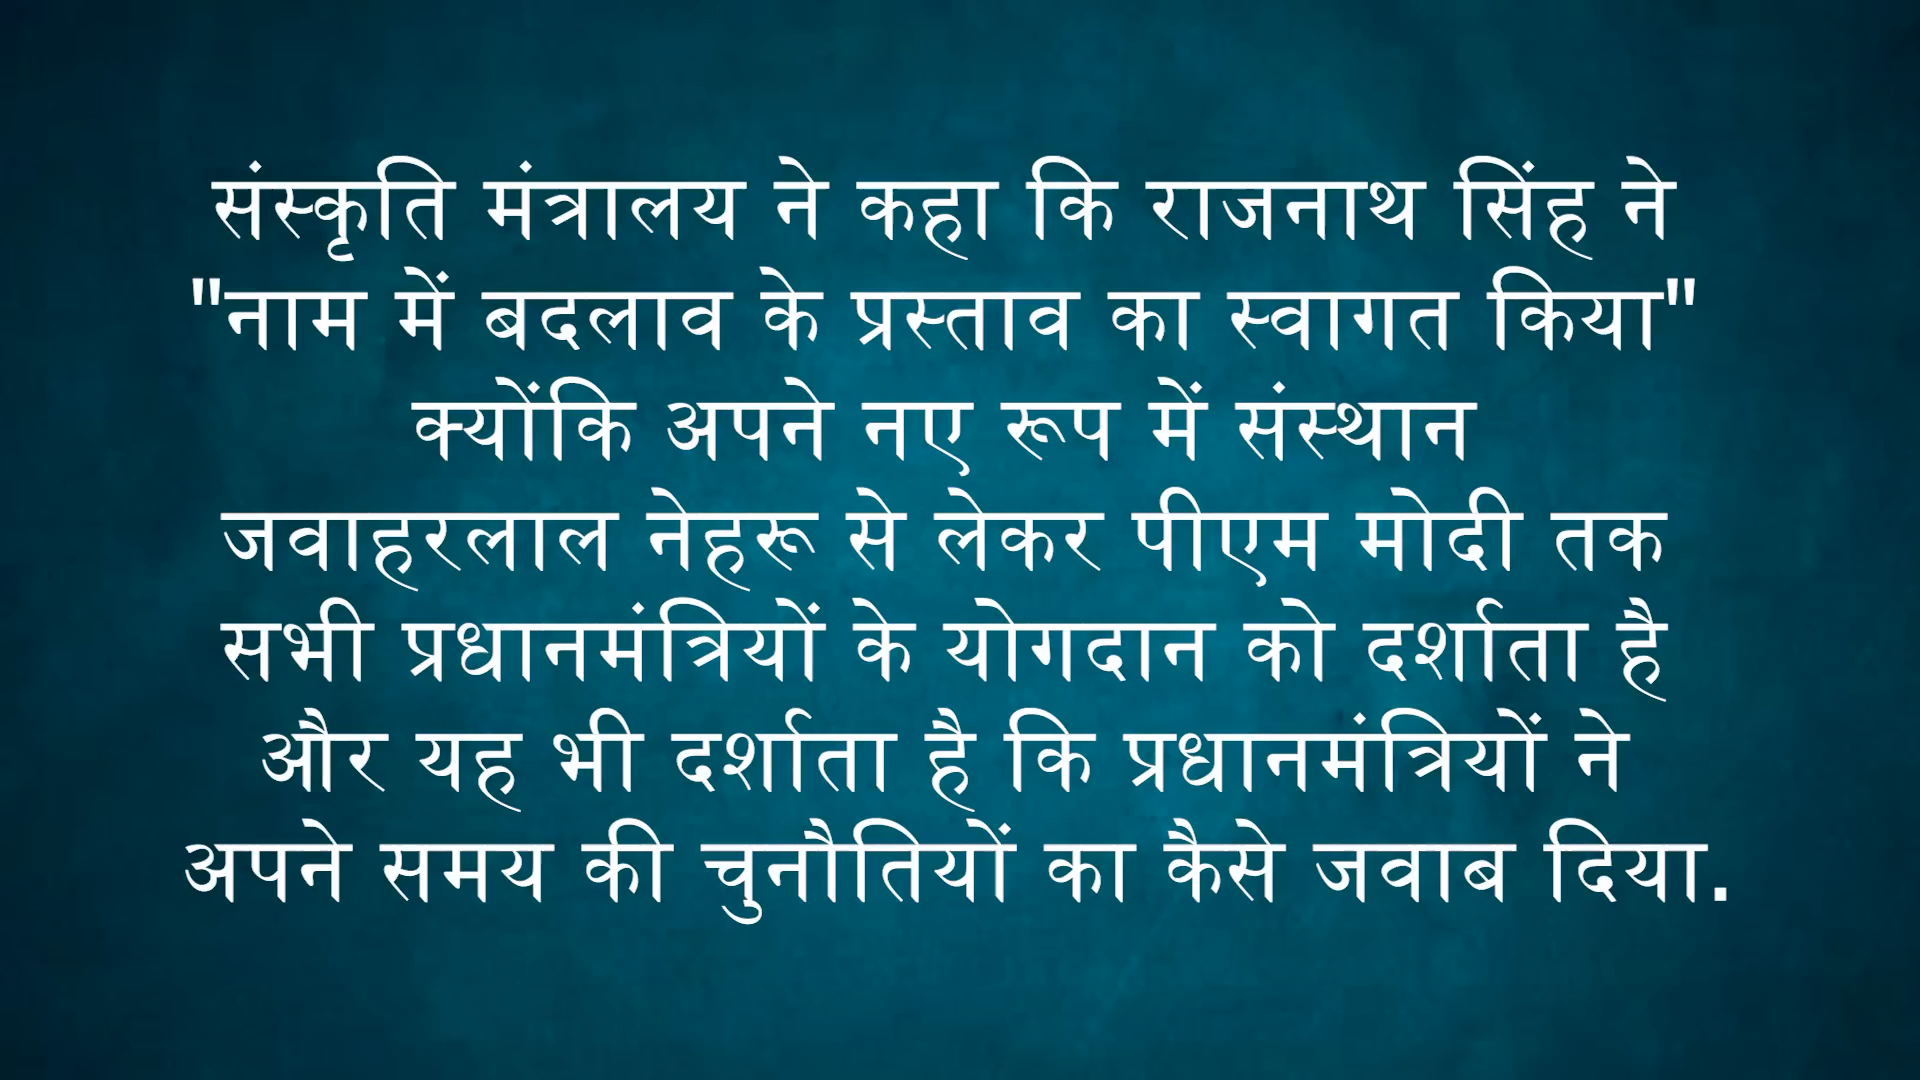 संस्कृति मंत्रालय ने कहा कि राजनाथ सिंह ने
"नाम में बदलाव के प्रस्ताव का स्वागत किया"
क्योंकि अपने नए रूप में संस्थान
जवाहरलाल नेहरू से लेकर पीएम मोदी तक
सभी प्रधानमंत्रियों के योगदान को दर्शाता है
और यह भी दर्शाता है कि प्रधानमंत्रियों ने
अपने समय की चुनौतियों का कैसे जवाब दिया.